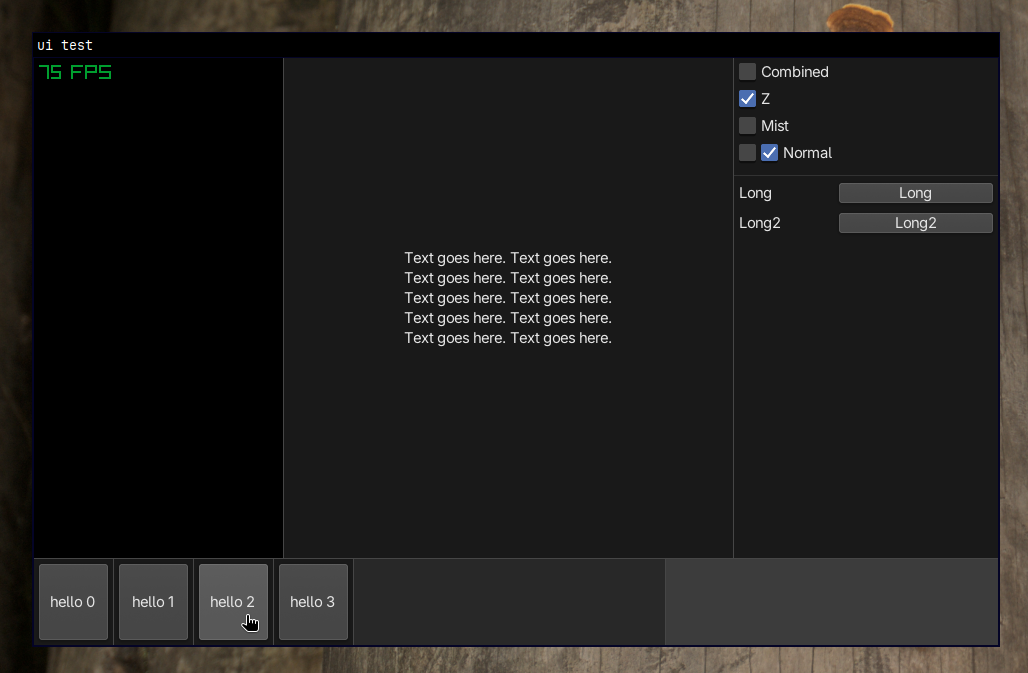 ui test
75 FPS
Combined
Z
Mist
Normal
Long Long
Long2 Long2
Text goes here. Text goes here.
Text goes here. Text goes here.
Text goes here. Text goes here.
Text goes here. Text goes here.
Text goes here. Text goes here.
hello 0 hello 1 hello 2 hello 3